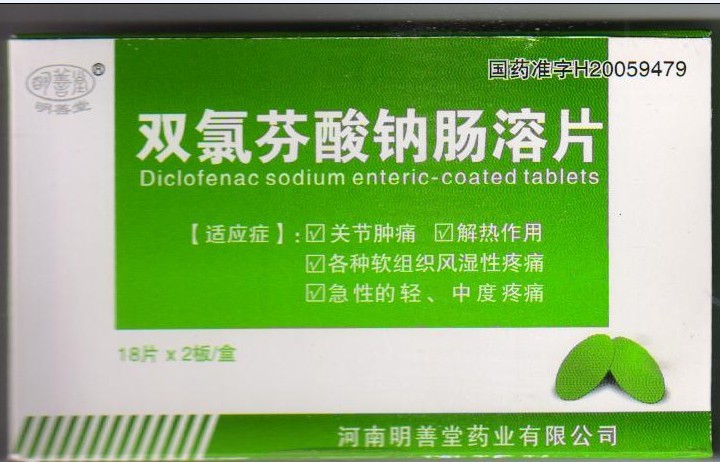 明善堂®
明善堂
国药准字H20059479
双氯芬酸钠肠溶片
Diclofenac sodium enteric-coated tablets
【适应症】:☑关节肿痛 ☑解热作用
☑各种软组织风湿性疼痛
☑急性的轻、中度疼痛
18片 x 2板/盒
河南明善堂药业有限公司